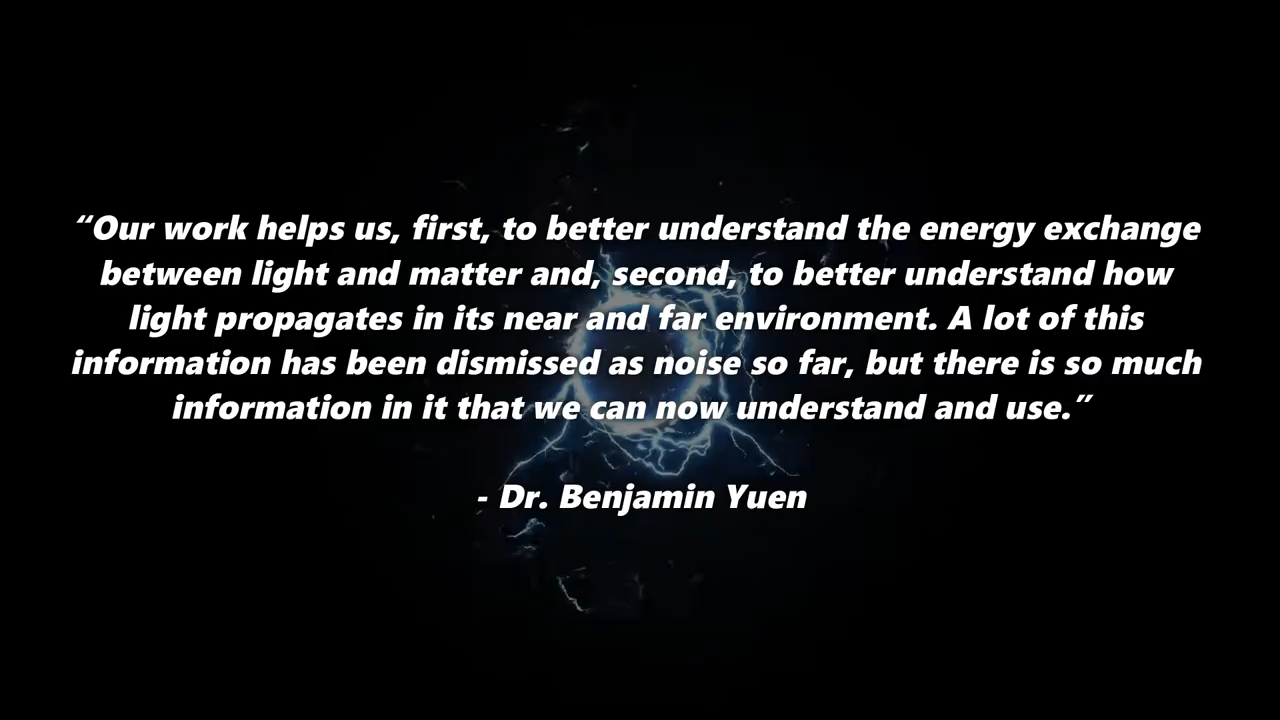 “Our work helps us, first, to better understand the energy exchange
between light and matter and, second, to better understand how
light propagates in its near and far environment. A lot of this
information has been dismissed as noise so far, but there is so much
information in it that we can now understand and use.”
- Dr. Benjamin Yuen